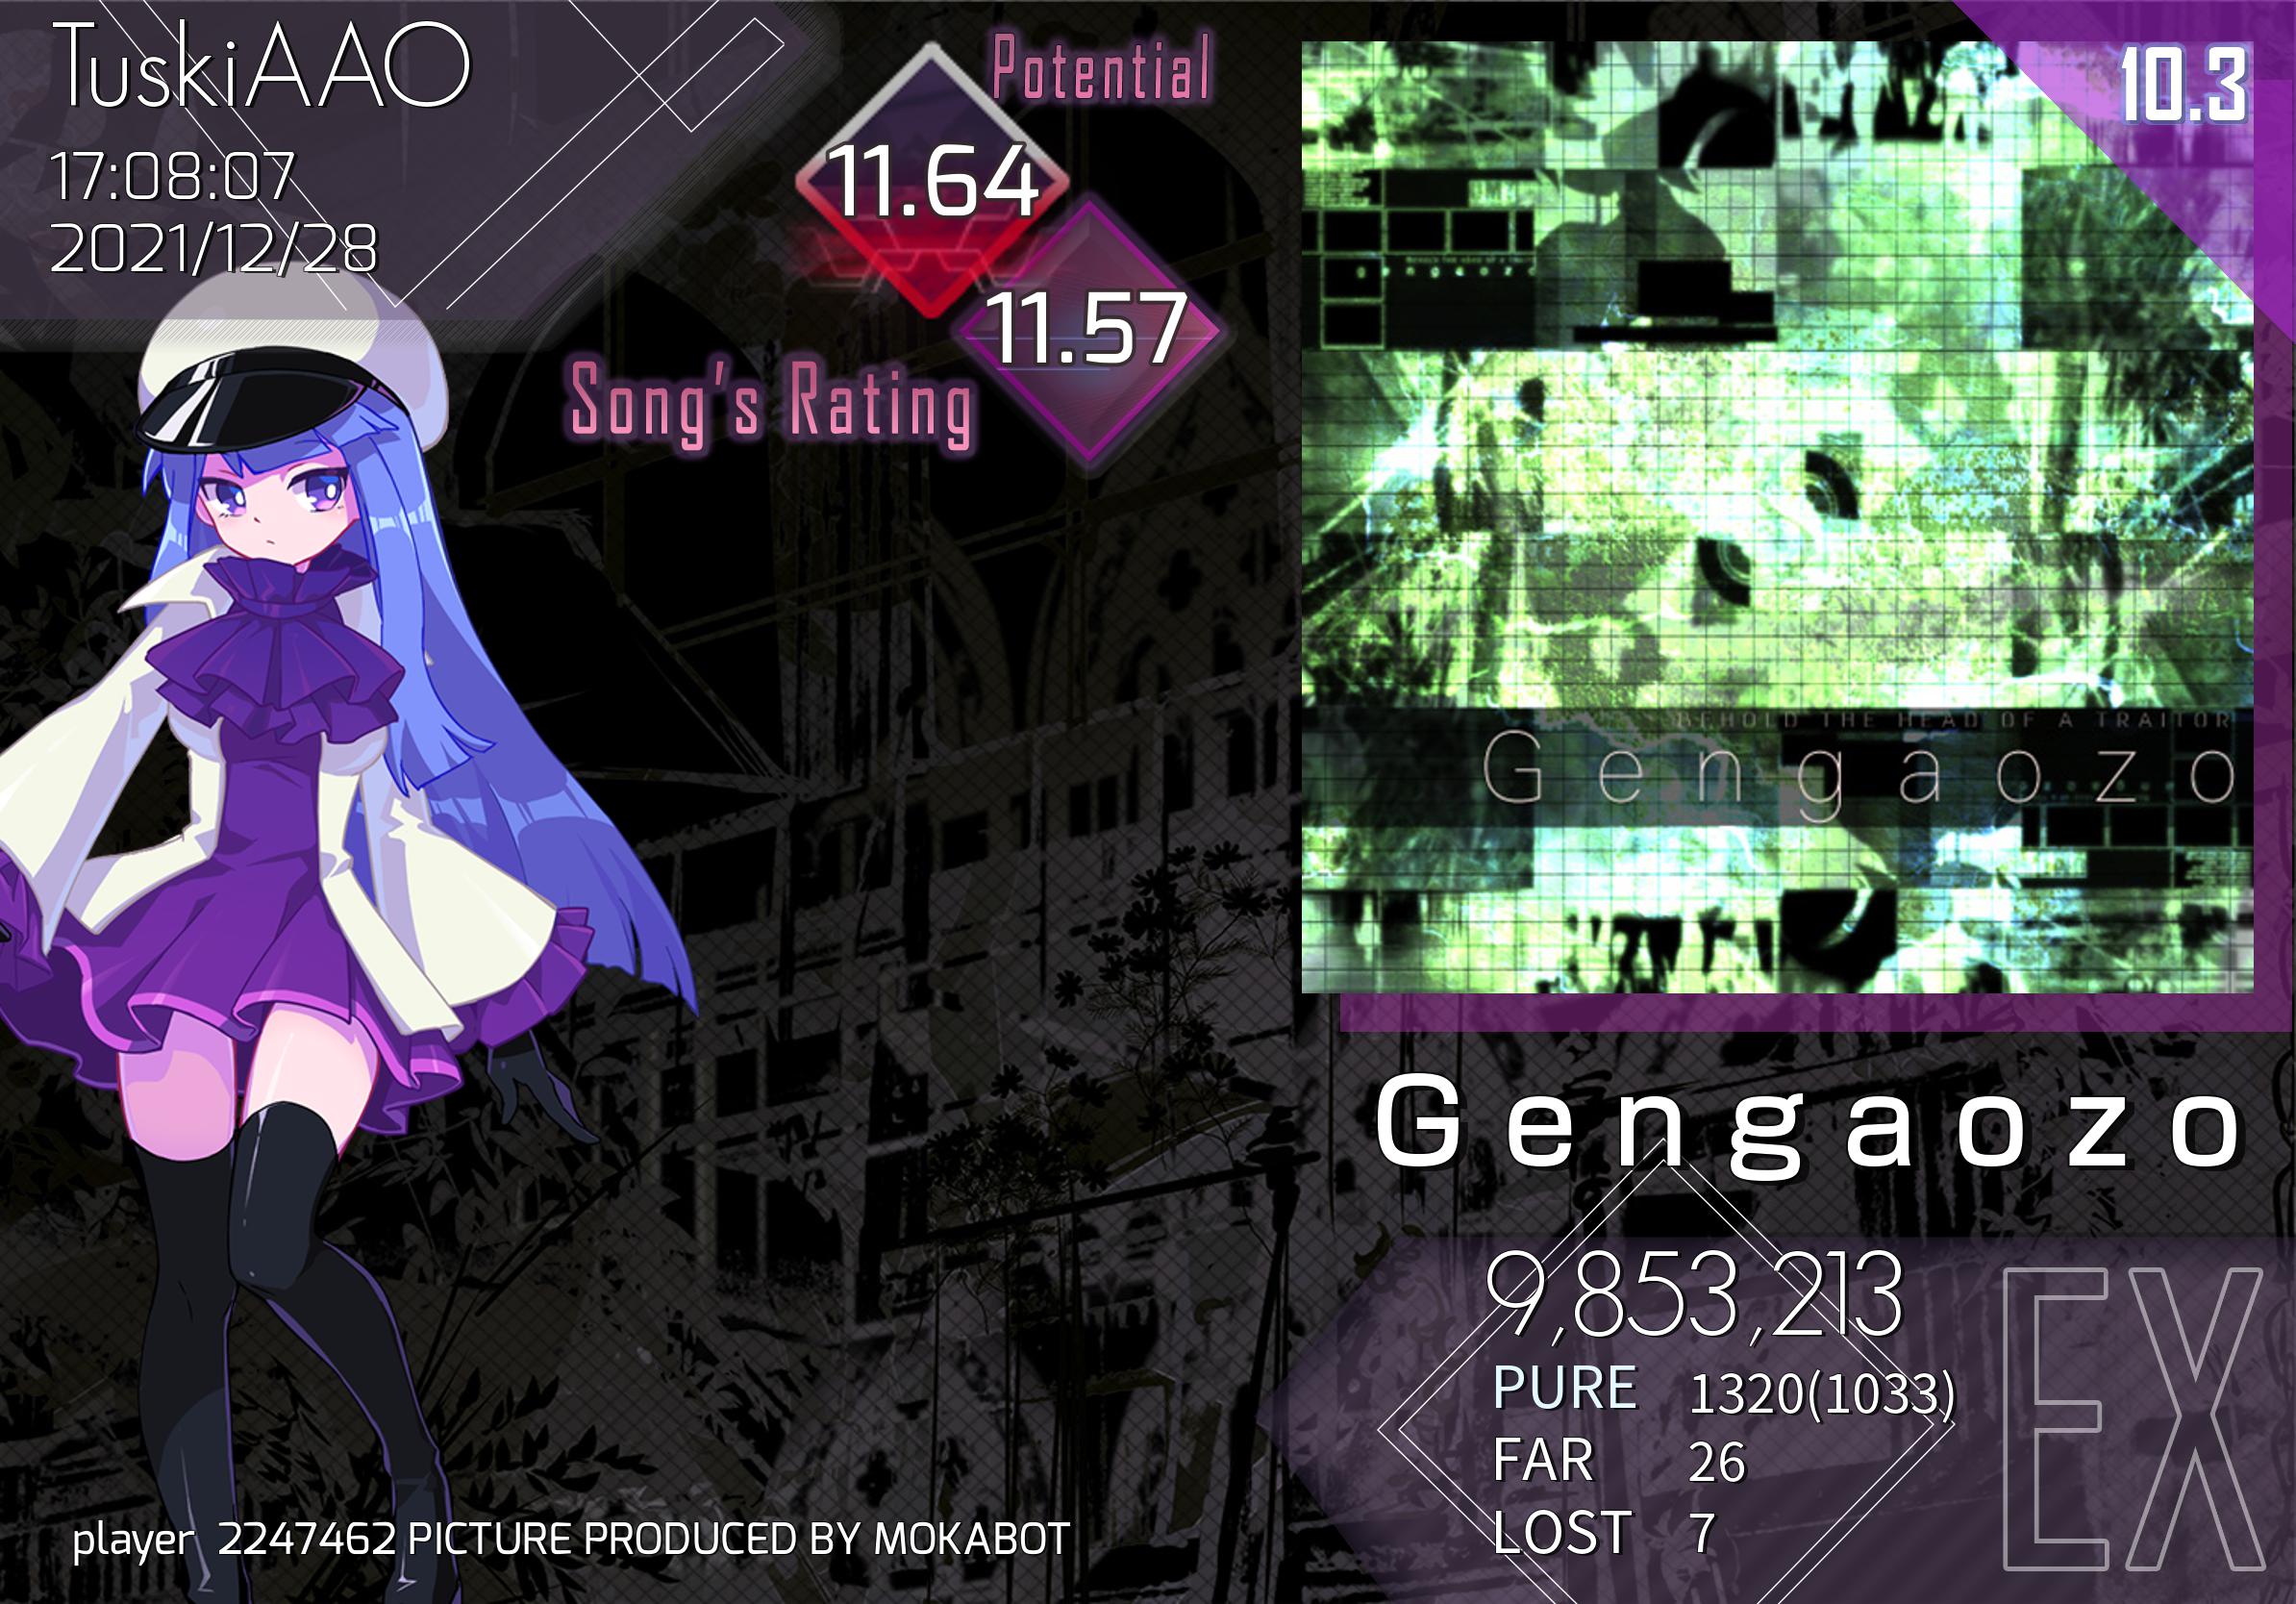 TuskiAAO
17:08:07
2021/12/28
Potential
11.64
11.57
Song's Rating
10.3
gengaozo
BEHOLD THE HEAD OF A TRAITOR
Gengaozo
Gengaozo
9,853,213
PURE 1320(1033)
FAR 26
LOST 7
EX
player 2247462 PICTURE PRODUCED BY MOKABOT